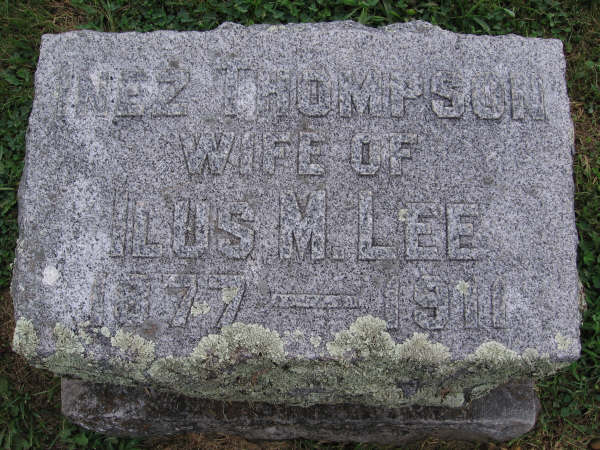 INEZ THOMPSON
WIFE OF
ILUS M. LEE
1877 — 1911